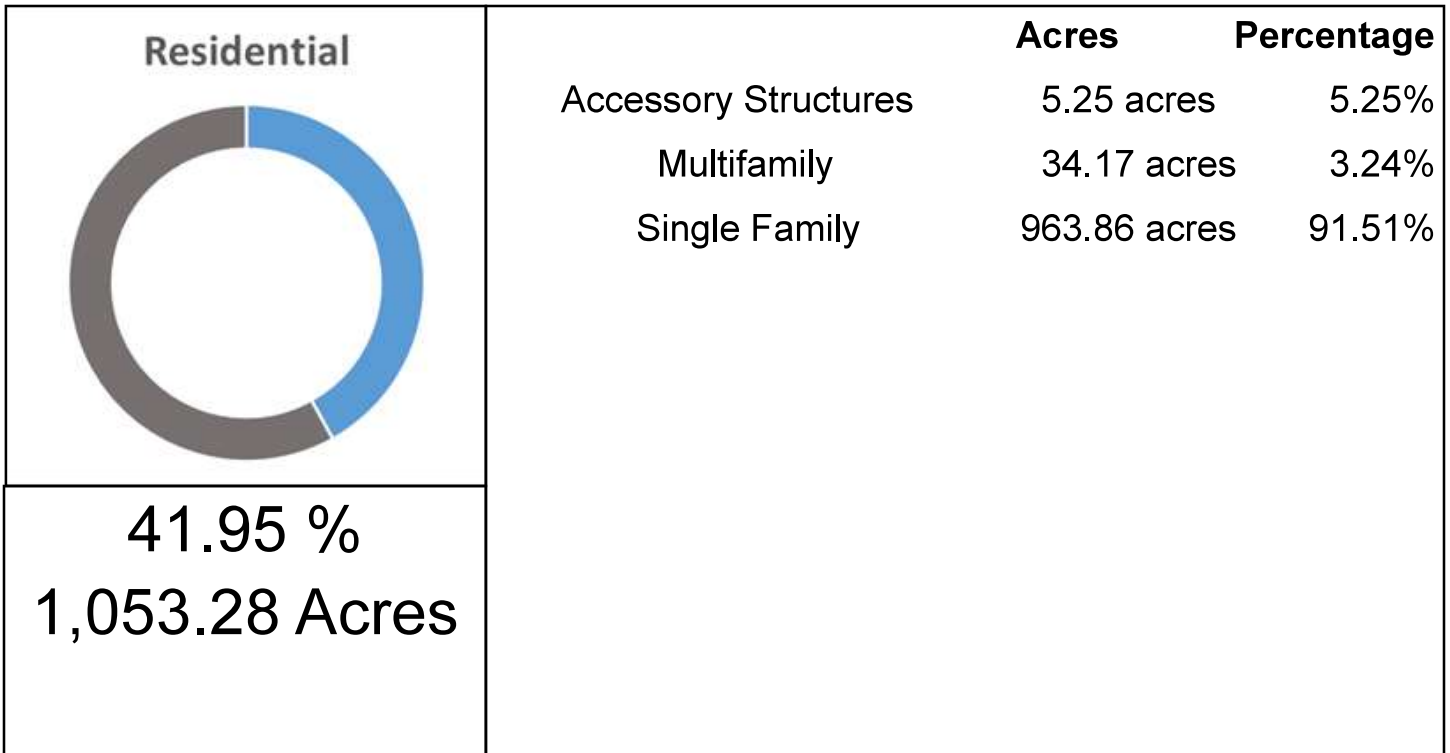 Residential
41.95 %
1,053.28 Acres
Acres Percentage
Accessory Structures 5.25 acres 5.25%
Multifamily 34.17 acres 3.24%
Single Family 963.86 acres 91.51%